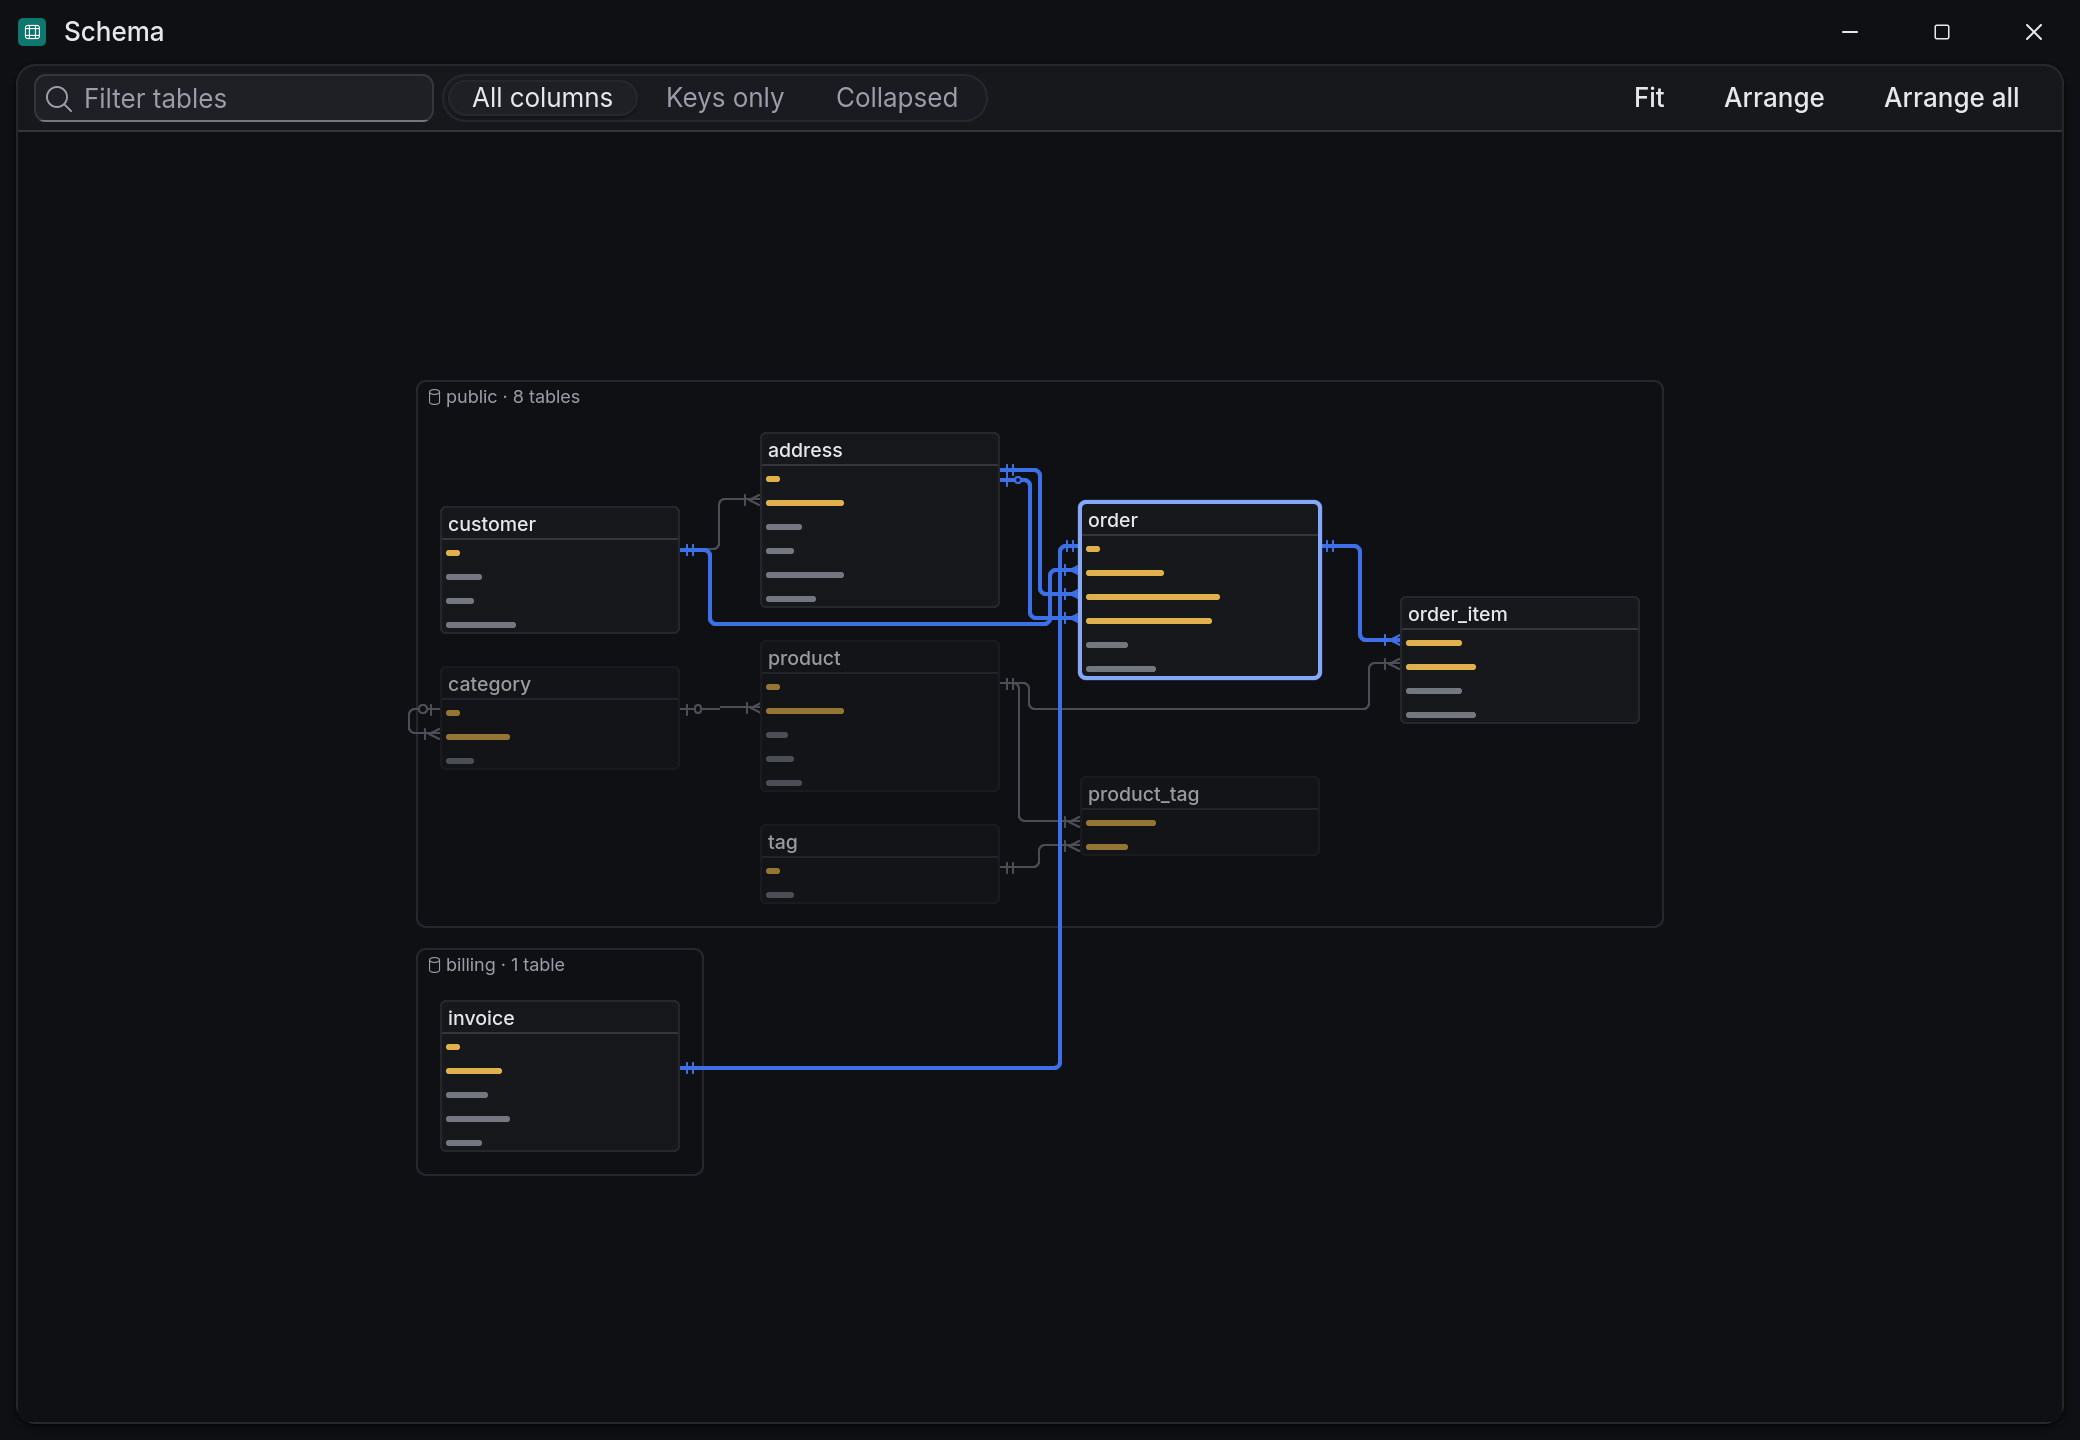 Schema
Filter tables
All columns
Keys only
Collapsed
Fit
Arrange
Arrange all
public · 8 tables
address
customer
order
order_item
product
category
product_tag
tag
billing · 1 table
invoice